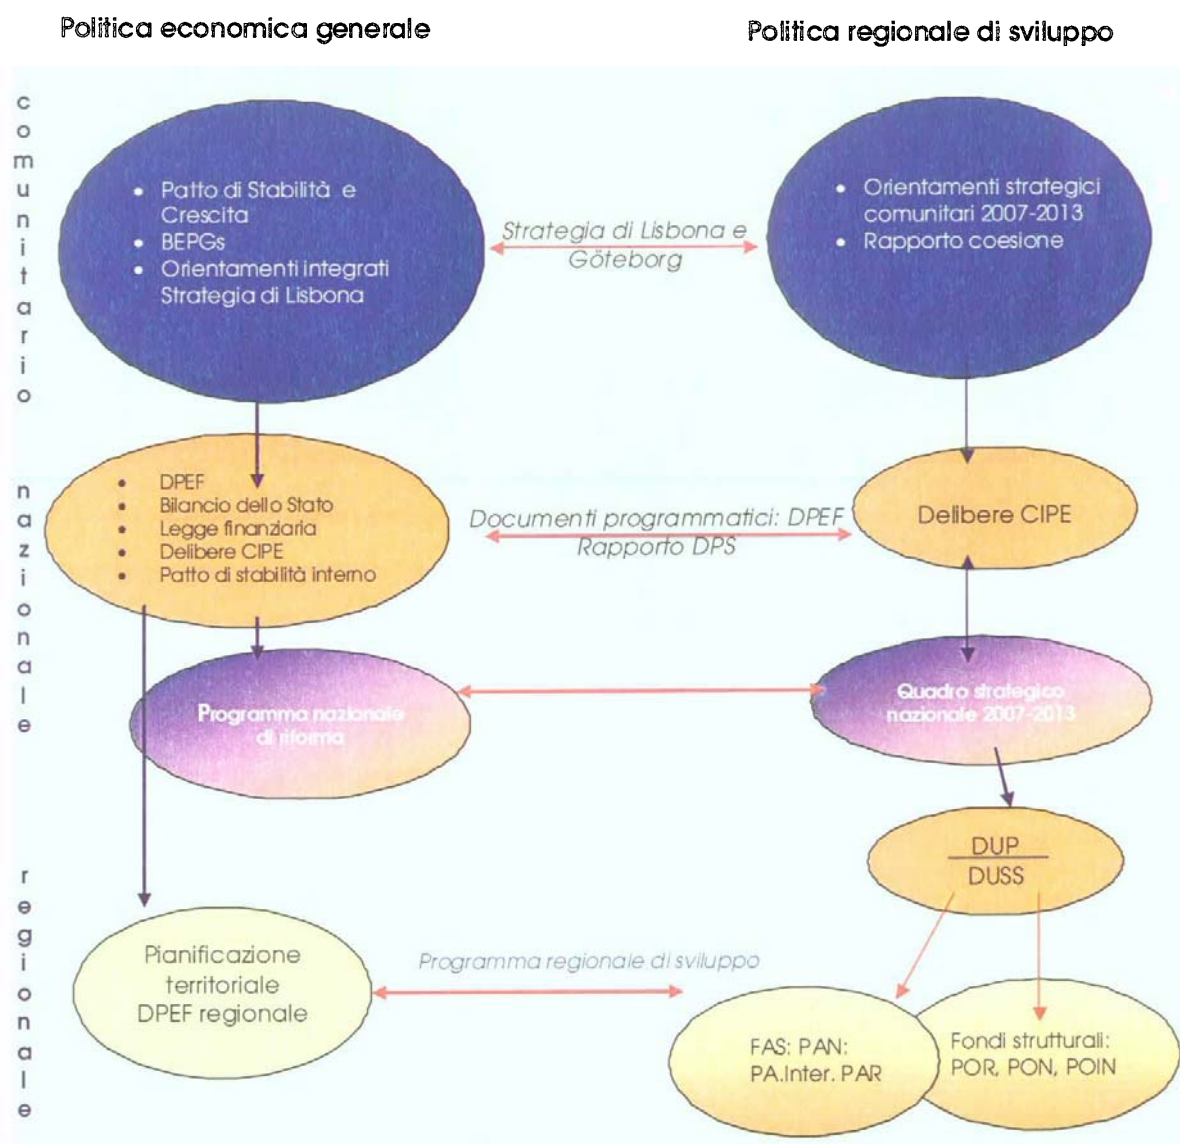 Politica economica generale
Politica regionale di sviluppo
comunitario
• Patto di Stabilità e
Crescita
• BEPGs
• Orientamenti integrati
Strategia di Lisbona
Strategia di Lisbona e
Göteborg
• Orientamenti strategici
comunitari 2007-2013
• Rapporto coesione
nazionale
• DPEF
• Bilancio dello Stato
• Legge finanziaria
• Delibere CIPE
• Patto di stabilità interno
Documenti programmatici: DPEF
Rapporto DPS
Delibere CIPE
Programma nazionale
di riforma
Quadro strategico
nazionale 2007-2013
DUP
DUSS
regionale
Pianificazione
territoriale
DPEF regionale
Programma regionale di sviluppo
FAS: PAN:
PA.Inter. PAR
Fondi strutturali:
POR, PON, POIN